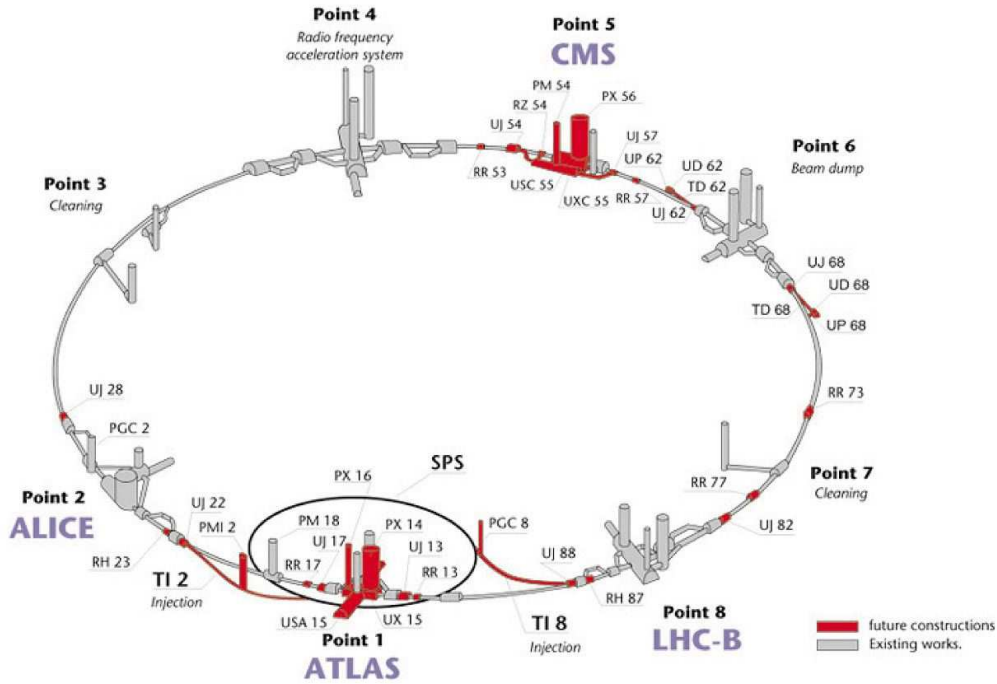 Point 4
Radio frequency
acceleration system
Point 5
CMS
PM 54
PX 56
RZ 54
UJ 54
UJ 57
UP 62
UD 62
TD 62
RR 53
USC 55
UXC 55
RR 57
UJ 62
Point 6
Beam dump
Point 3
Cleaning
UJ 68
UD 68
TD 68
UP 68
UJ 28
RR 73
PGC 2
Point 7
Cleaning
SPS
PX 16
RR 77
Point 2
ALICE
UJ 22
PMI 2
PM 18
PX 14
PGC 8
UJ 82
UJ 17
UJ 13
UJ 88
RH 23
RR 17
RR 13
RH 87
TI 2
Injection
USA 15
UX 15
TI 8
Injection
Point 8
LHC-B
Point 1
ATLAS
future constructions
Existing works.